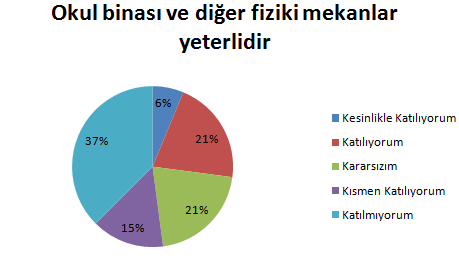 Okul binası ve diğer fiziki mekanlar
yeterlidir
6%
21%
21%
15%
37%
Kesinlikle Katılıyorum
Katılıyorum
Kararsızım
Kısmen Katılıyorum
Katılmıyorum